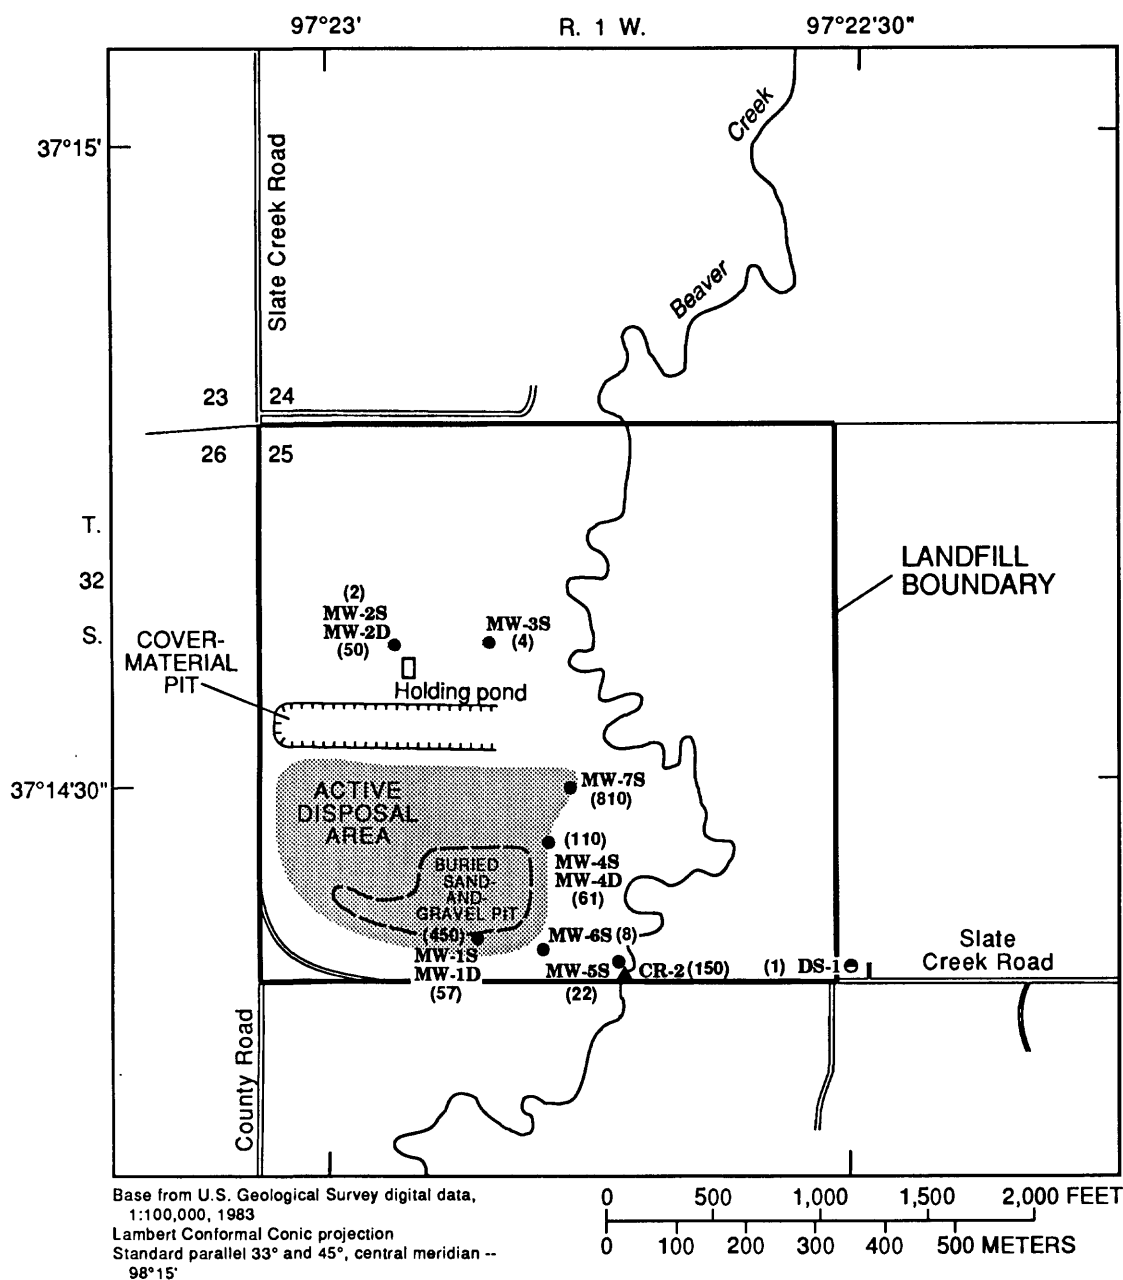 97°23'
R. 1 W.
97°22'30"
37°15'
Slate Creek Road
Creek
Beaver
23
24
26
25
T.
32
S.
LANDFILL
BOUNDARY
(2)
MW-2S
MW-2D
(50)
MW-3S
(4)
COVER-
MATERIAL
PIT
Holding pond
37°14'30"
ACTIVE
DISPOSAL
AREA
MW-7S
(810)
(110)
MW-4S
MW-4D
(61)
BURIED
SAND-
AND-
GRAVEL PIT
(450)
MW-1S
MW-1D
(57)
MW-6S (8)
MW-5S
(22)
CR-2 (150)
(1) DS-1
Slate
Creek Road
County Road
Base from U.S. Geological Survey digital data,
1:100,000, 1983
Lambert Conformal Conic projection
Standard parallel 33° and 45°, central meridian --
98°15'
0 500 1,000 1,500 2,000 FEET
0 100 200 300 400 500 METERS